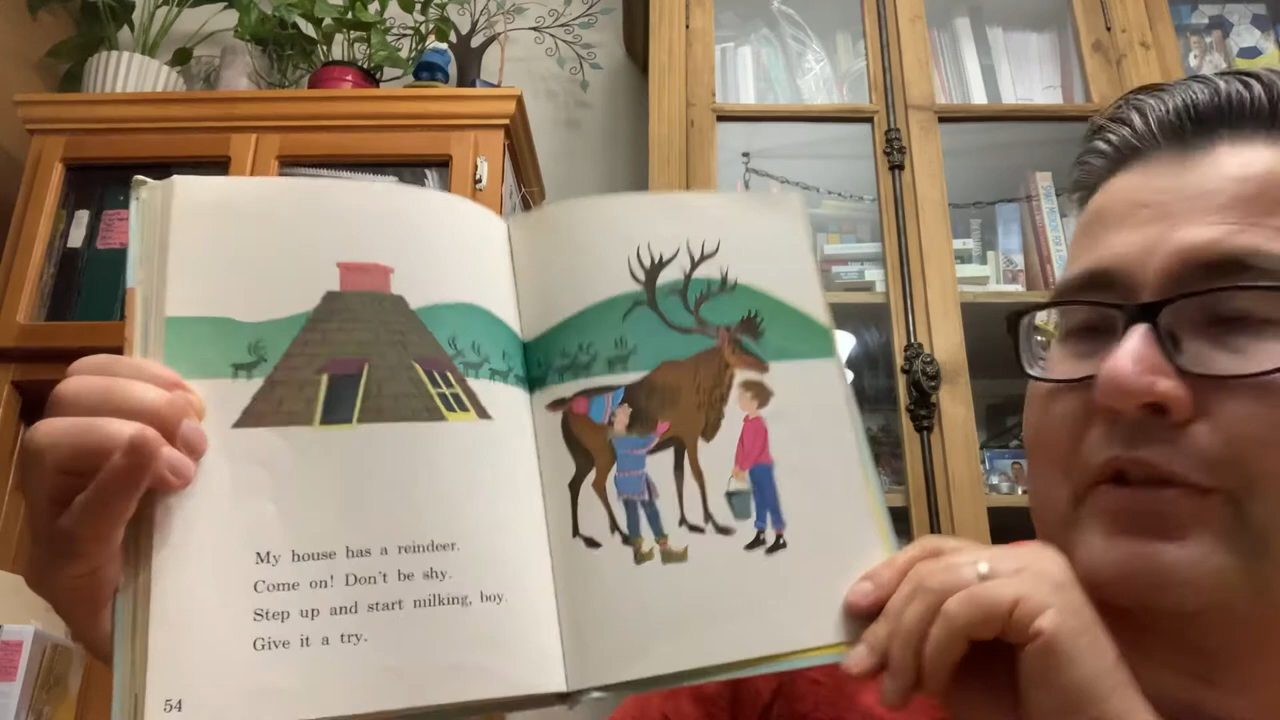 My house has a reindeer.
Come on! Don't be shy.
Step up and start milking, boy.
Give it a try.
54